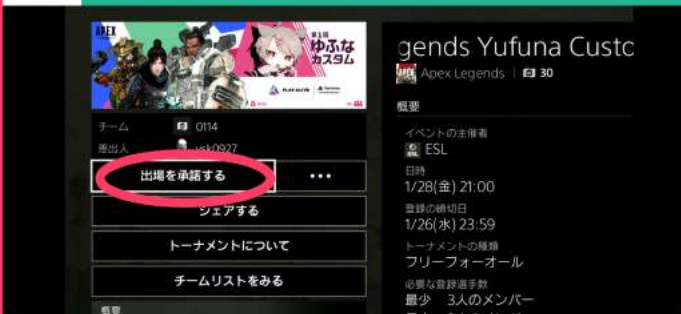 APEX
第1回
ゆふな
カスタム
PLAY ALIVE
チーム 0114
差出人 ysk0927
出場を承諾する
•••
シェアする
トーナメントについて
チームリストをみる
概要
gends Yufuna Custo
Apex Legends | 30
概要
イベントの主催者
ESL
日時
1/28(金) 21:00
登録の締切日
1/26(水) 23:59
トーナメントの種類
フリーフォーオール
必要な登録選手数
最少 3人のメンバー